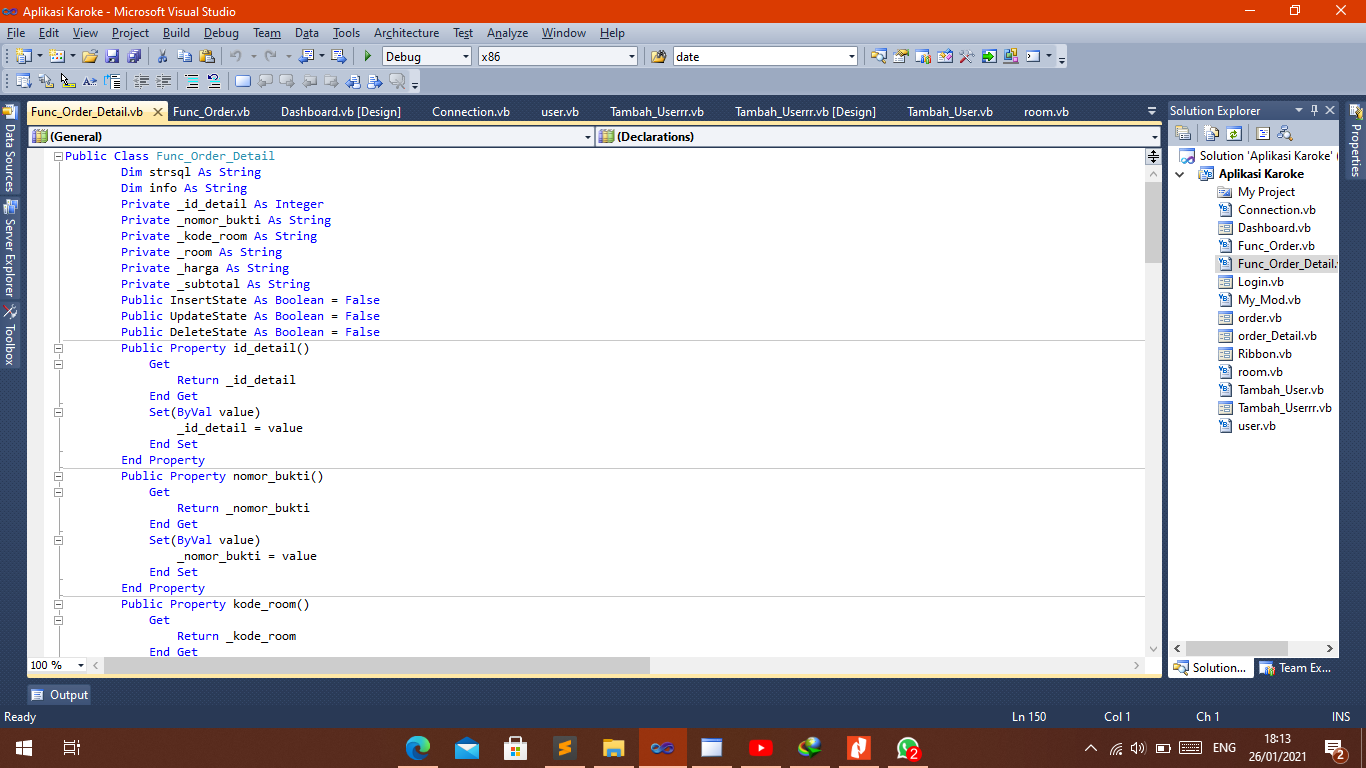 Aplikasi Karoke - Microsoft Visual Studio
File Edit View Project Build Debug Team Data Tools Architecture Test Analyze Window Help
Debug x86 date
Func_Order_Detail.vb Func_Order.vb Dashboard.vb [Design] Connection.vb user.vb Tambah_Userrr.vb Tambah_Userrr.vb [Design] Tambah_User.vb room.vb
(General) (Declarations)
Public Class Func_Order_Detail
Dim strsql As String
Dim info As String
Private _id_detail As Integer
Private _nomor_bukti As String
Private _kode_room As String
Private _room As String
Private _harga As String
Private _subtotal As String
Public InsertState As Boolean = False
Public UpdateState As Boolean = False
Public DeleteState As Boolean = False
Public Property id_detail()
Get
Return _id_detail
End Get
Set(ByVal value)
_id_detail = value
End Set
End Property
Public Property nomor_bukti()
Get
Return _nomor_bukti
End Get
Set(ByVal value)
_nomor_bukti = value
End Set
End Property
Public Property kode_room()
Get
Return _kode_room
End Get
100 %
Data Sources
Server Explorer
Toolbox
Solution Explorer
Solution 'Aplikasi Karoke' (
Aplikasi Karoke
My Project
Connection.vb
Dashboard.vb
Func_Order.vb
Func_Order_Detail.
Login.vb
My_Mod.vb
order.vb
order_Detail.vb
Ribbon.vb
room.vb
Tambah_User.vb
Tambah_Userrr.vb
user.vb
Solution... Team Ex...
Properties
Output
Ready Ln 150 Col 1 Ch 1 INS
2 ENG 18:13
26/01/2021 2